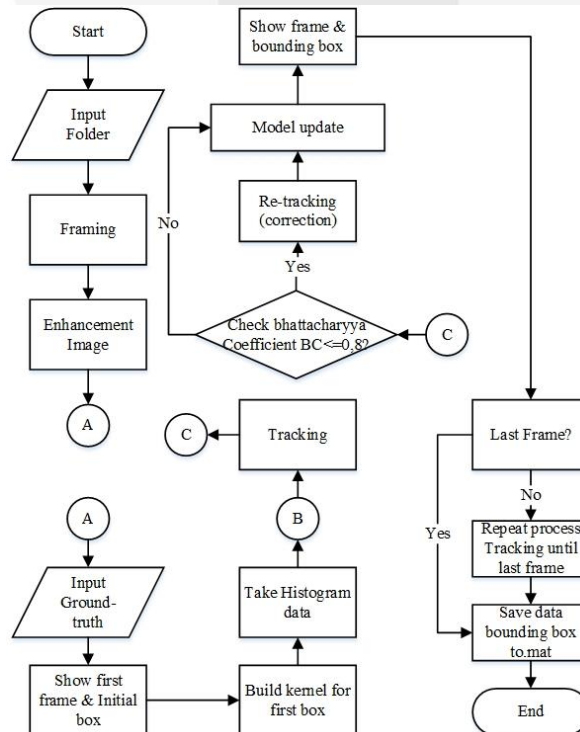 Start
Input
Folder
Framing
Enhancement
Image
A
A
Input
Ground-
truth
Show first
frame & Initial
box
Build kernel for
first box
Take Histogram
data
B
Tracking
C
C
Check bhattacharyya
Coefficient BC<=0,8?
Yes
No
Re-tracking
(correction)
Model update
Show frame &
bounding box
Last Frame?
No
Yes
Repeat process
Tracking until
last frame
Save data
bounding box
to.mat
End